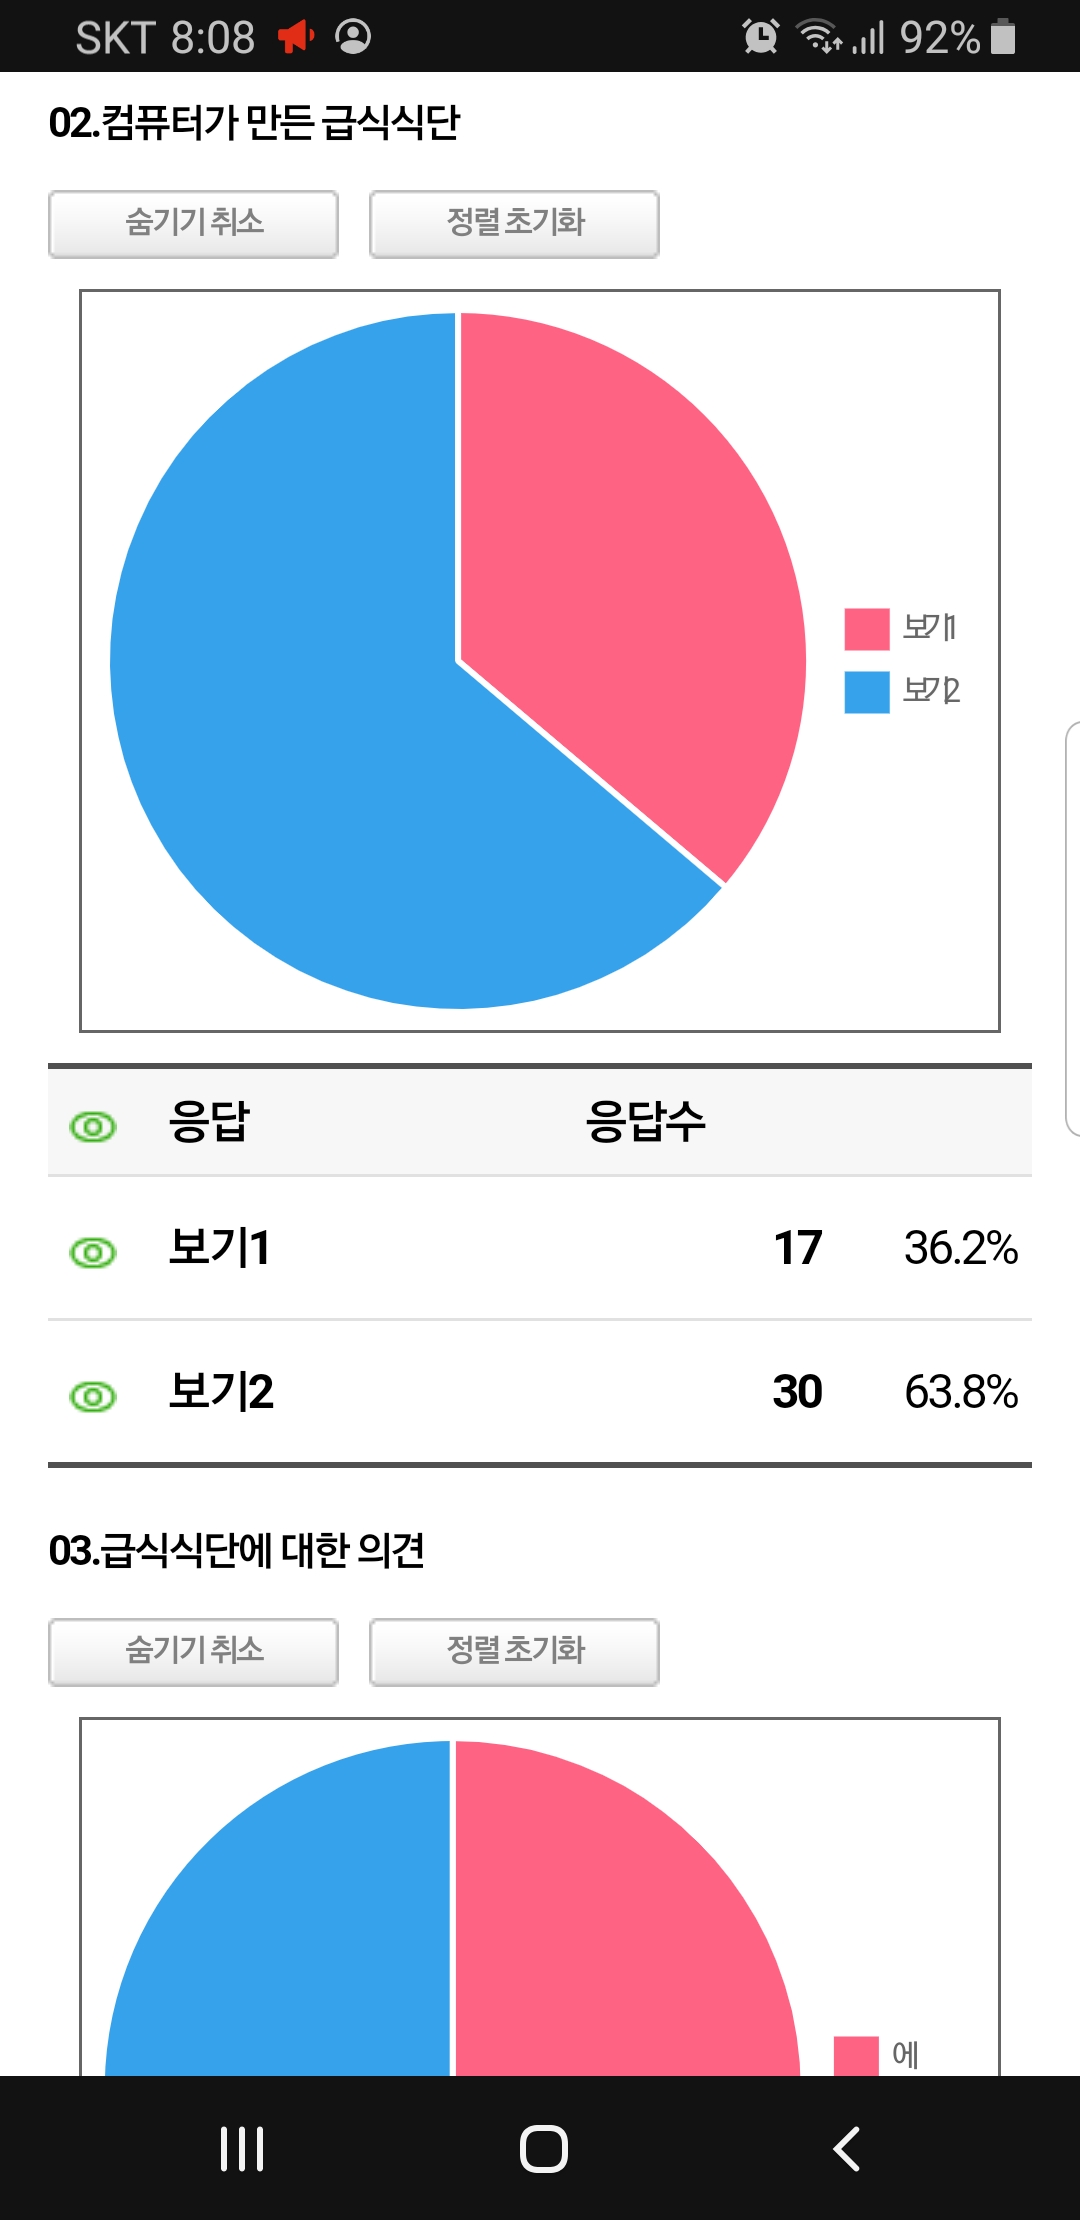 SKT 8:08 92%
02.컴퓨터가 만든 급식식단
숨기기 취소 정렬 초기화
보기1
보기2
응답 응답수
보기1 17 36.2%
보기2 30 63.8%
03.급식식단에 대한 의견
숨기기 취소 정렬 초기화
에